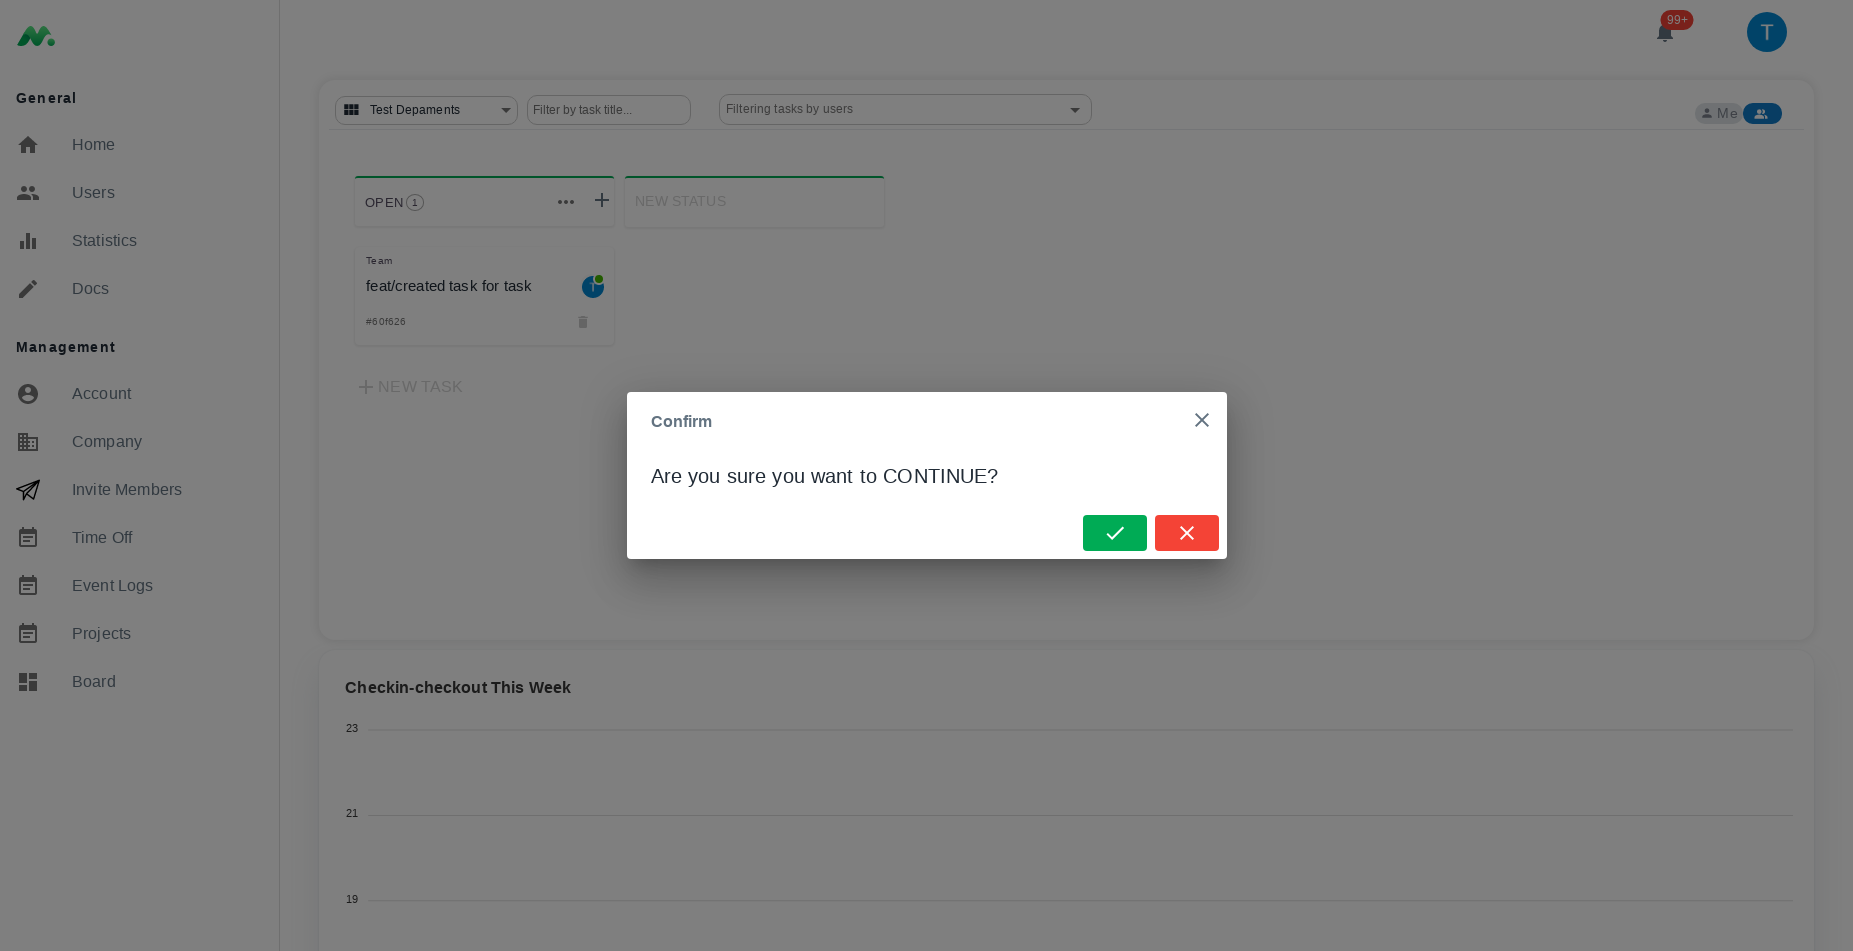 99+
T
General
Home
Users
Statistics
Docs
Management
Account
Company
Invite Members
Time Off
Event Logs
Projects
Board
Test Depaments
Filter by task title...
Filtering tasks by users
Me
OPEN 1
NEW STATUS
Team
feat/created task for task
T
#60f626
NEW TASK
Confirm
Are you sure you want to CONTINUE?
Checkin-checkout This Week
23
21
19